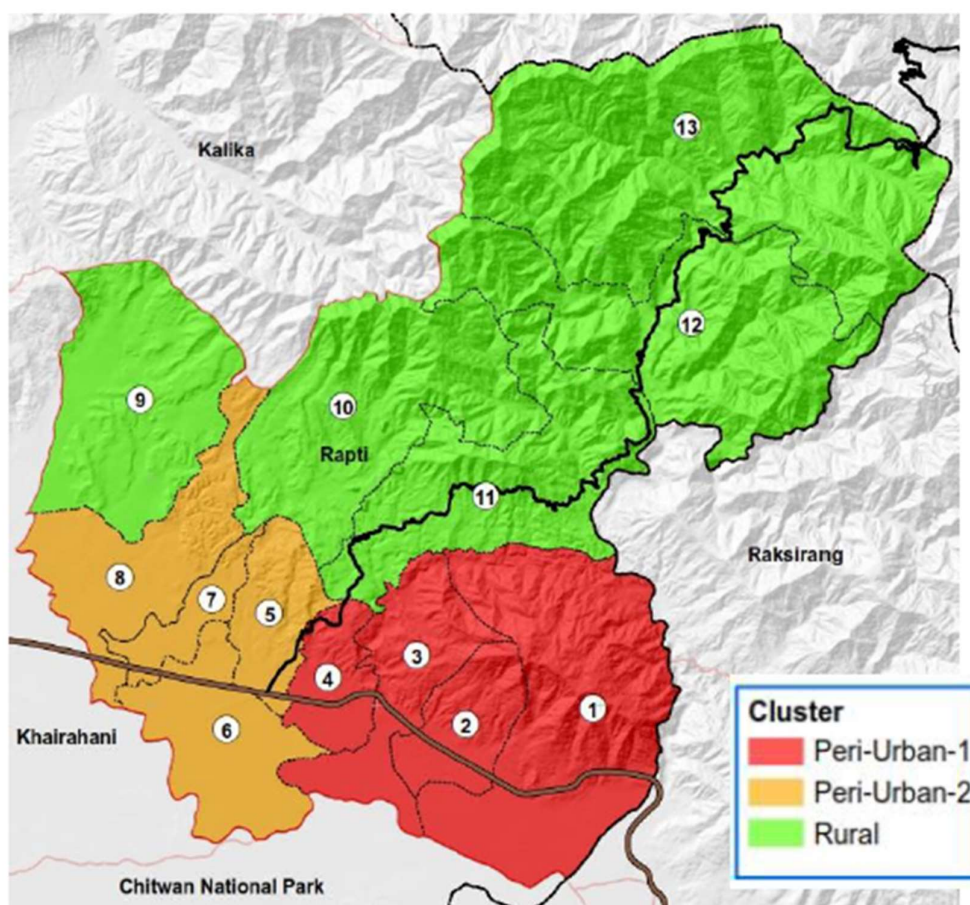 13
Kalika
12
9
10
Rapti
11
Raksirang
8
7
5
3
4
1
2
6
Khairahani
Chitwan National Park
Cluster
Peri-Urban-1
Peri-Urban-2
Rural